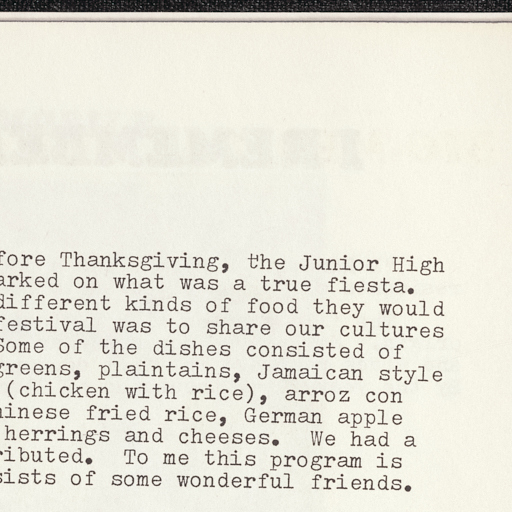 fore Thanksgiving, the Junior High
arked on what was a true fiesta.
different kinds of food they would
festival was to share our cultures
Some of the dishes consisted of
greens, plaintains, Jamaican style
(chicken with rice), arroz con
hinese fried rice, German apple
herrings and cheeses. We had a
ributed. To me this program is
sists of some wonderful friends.